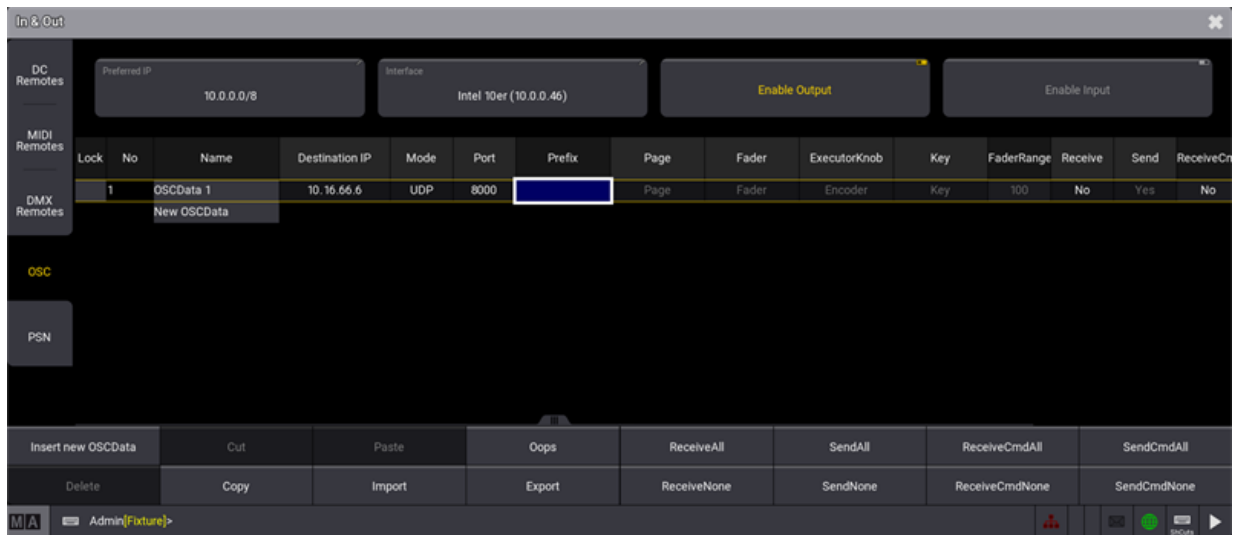 In & Out
DC
Remotes
MIDI
Remotes
DMX
Remotes
OSC
PSN
Preferred IP
10.0.0.0/8
Interface
Intel 10er (10.0.0.46)
Enable Output
Enable Input
Lock No Name Destination IP Mode Port Prefix Page Fader ExecutorKnob Key FaderRange Receive Send ReceiveCm
1 OSCData 1 10.16.66.6 UDP 8000 Page Fader Encoder Key 100 No Yes No
New OSCData
Insert new OSCData Cut Paste Oops ReceiveAll SendAll ReceiveCmdAll SendCmdAll
Delete Copy Import Export ReceiveNone SendNone ReceiveCmdNone SendCmdNone
MA Admin[Fixture]>
ShCuts